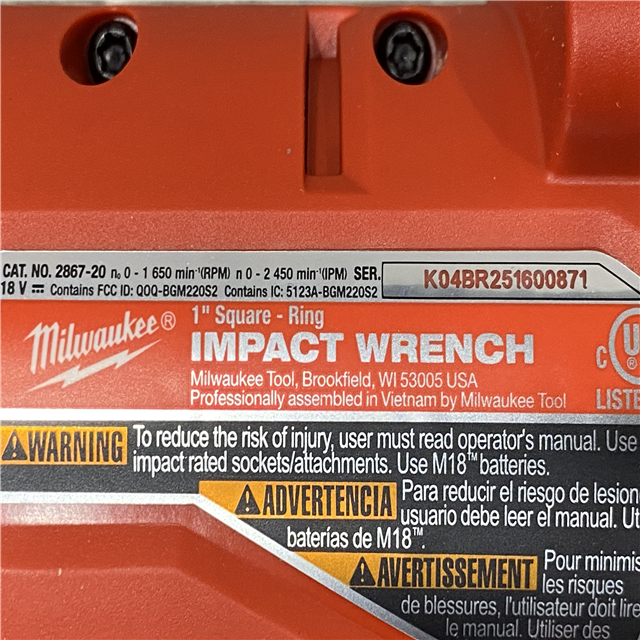 CAT. NO. 2867-20 n₀ 0 - 1 650 min⁻¹(RPM) n 0 - 2 450 min⁻¹(IPM) SER. K04BR251600871
18 V ⎓ Contains FCC ID: QOQ-BGM220S2 Contains IC: 5123A-BGM220S2
Milwaukee®
1" Square - Ring
IMPACT WRENCH
Milwaukee Tool, Brookfield, WI 53005 USA
Professionally assembled in Vietnam by Milwaukee Tool
C UL
LISTE
WARNING To reduce the risk of injury, user must read operator's manual. Use
impact rated sockets/attachments. Use M18™ batteries.
ADVERTENCIA Para reducir el riesgo de lesion
usuario debe leer el manual. Ut
baterías de M18™.
AVERTISSEMENT Pour minimis
les risques
de blessures, l'utilisateur doit lire
le manual. Utiliser des